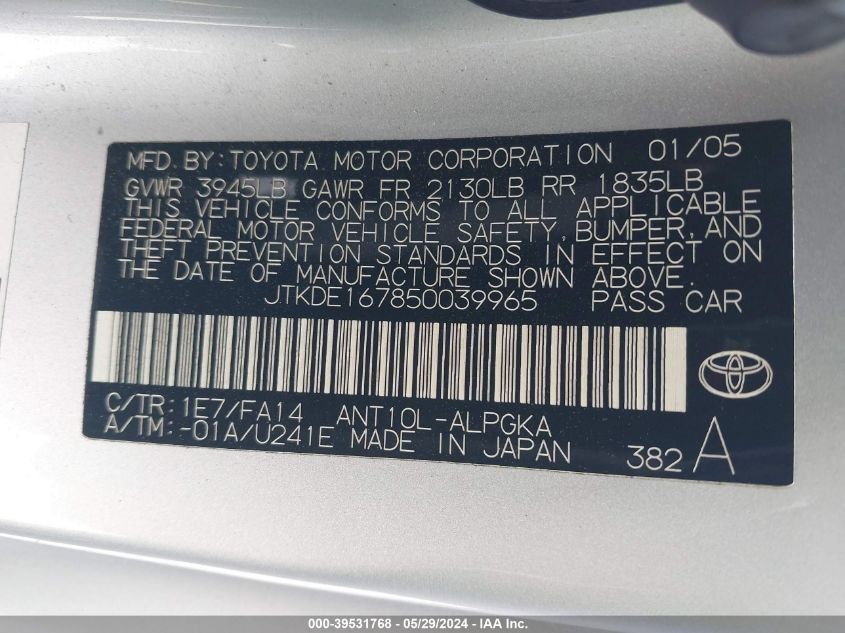 MFD. BY: TOYOTA MOTOR CORPORATION 01/05
GVWR 3945LB GAWR FR 2130LB RR 1835LB
THIS VEHICLE CONFORMS TO ALL APPLICABLE
FEDERAL MOTOR VEHICLE SAFETY, BUMPER, AND
THEFT PREVENTION STANDARDS IN EFFECT ON
THE DATE OF MANUFACTURE SHOWN ABOVE.
JTKDE167850039965 PASS CAR
C/TR: 1E7/FA14 ANT10L-ALPGKA
A/TM: -01A/U241E MADE IN JAPAN 382 A
000-39531768 - 05/29/2024 - IAA Inc.